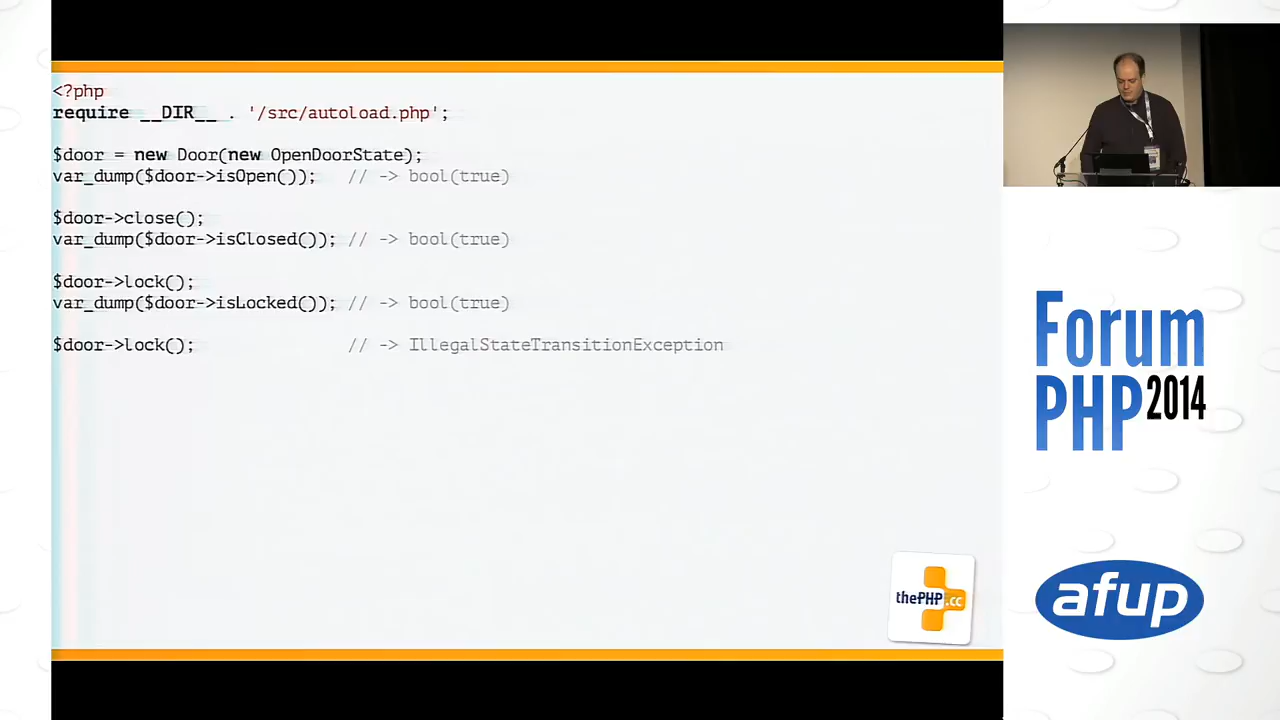 <?php
require __DIR__ . '/src/autoload.php';
$door = new Door(new OpenDoorState);
var_dump($door->isOpen());   // -> bool(true)
$door->close();
var_dump($door->isClosed()); // -> bool(true)
$door->lock();
var_dump($door->isLocked()); // -> bool(true)
$door->lock();               // -> IllegalStateTransitionException
thePHP.cc
Forum
PHP 2014
afup